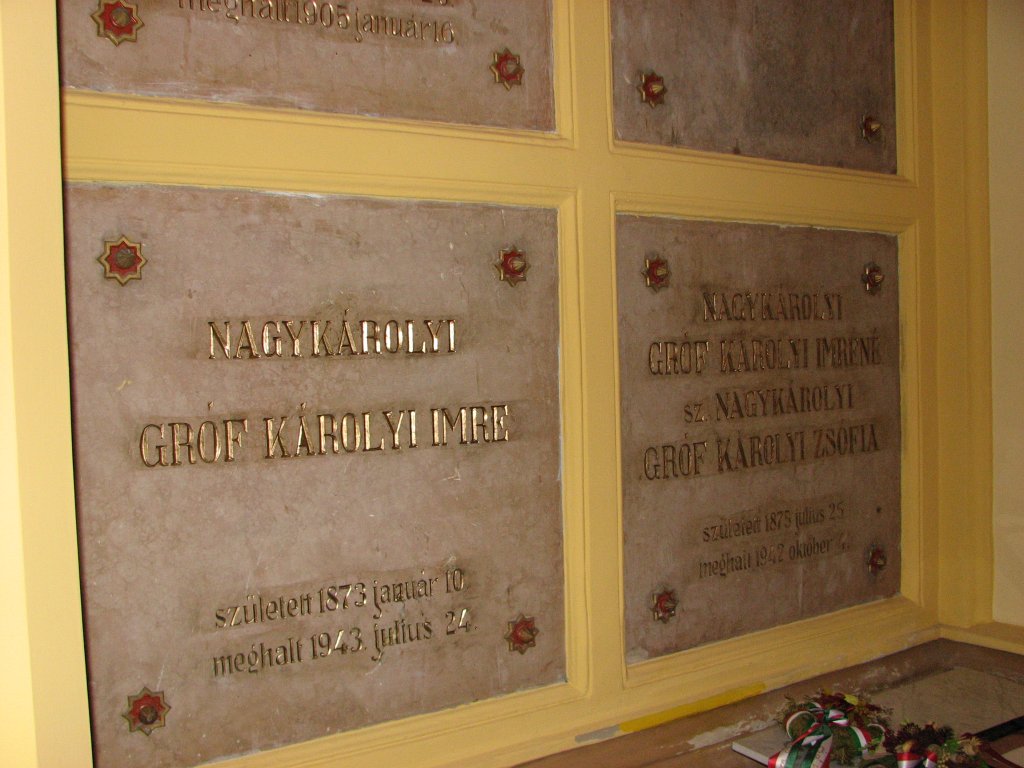 meghalt 1905 január 16
NAGYKÁROLYI
GRÓF KÁROLYI IMRE
született 1873 január 10
meghalt 1943. július 24.
NAGYKÁROLYI
GRÓF KÁROLYI IMRÉNÉ
sz. NAGYKÁROLYI
GRÓF KÁROLYI ZSÓFIA
született 1875 július 25
meghalt 1942 október 4.